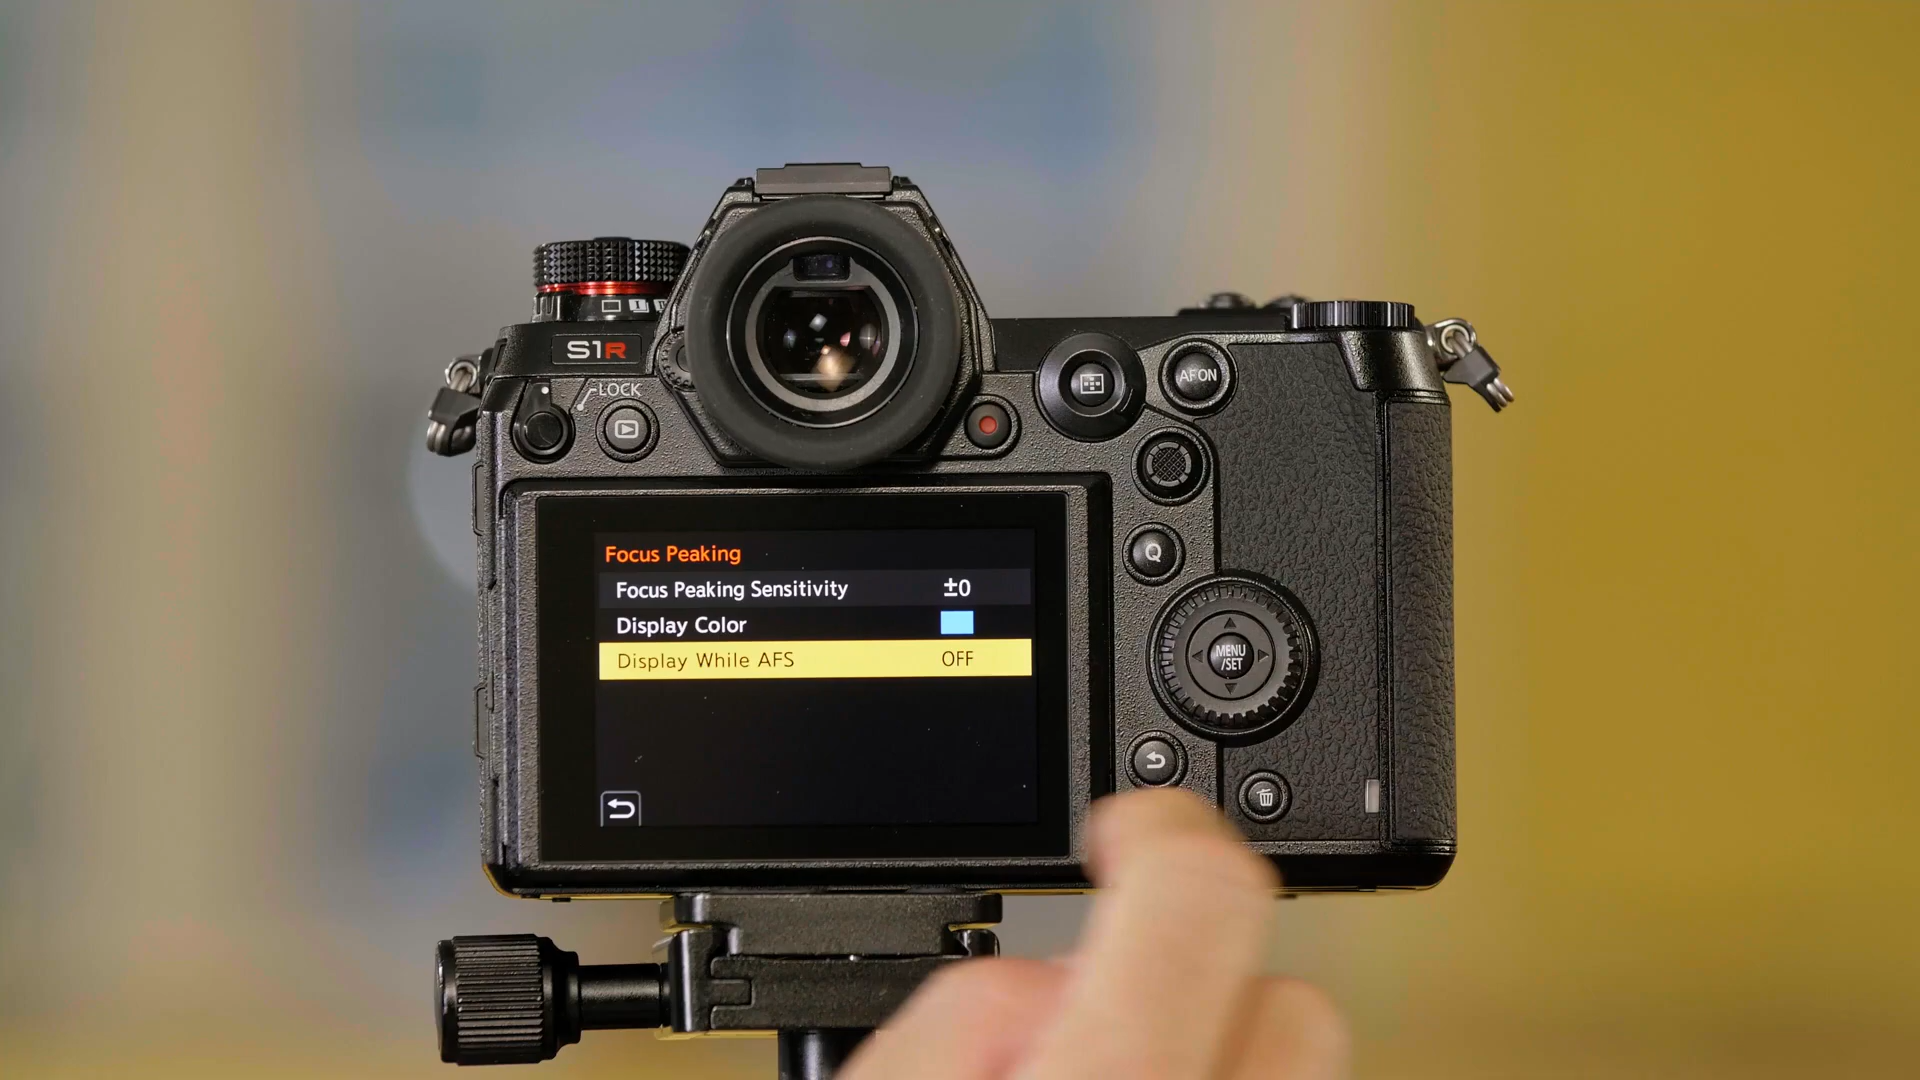 S1R
LOCK
AF ON
Q
MENU
/SET
Focus Peaking
Focus Peaking Sensitivity ±0
Display Color
Display While AFS OFF